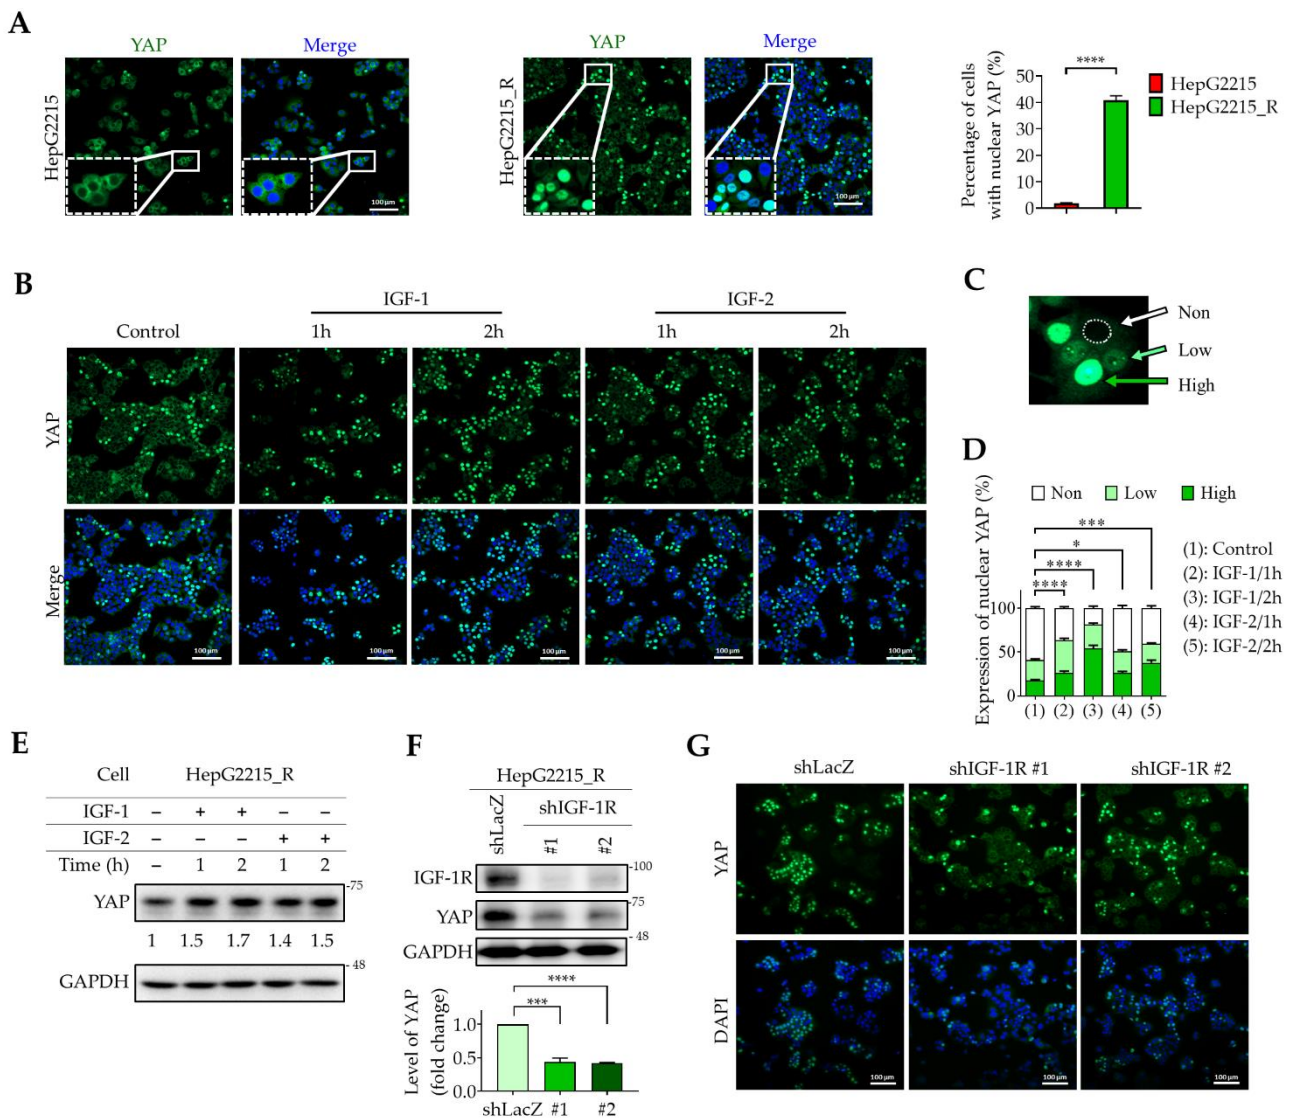 A
YAP
Merge
HepG2215
100 µm
YAP
Merge
HepG2215_R
100 µm
Percentage of cells
with nuclear YAP (%)
50
40
30
20
10
0
****
HepG2215
HepG2215_R
B
IGF-1
IGF-2
Control
1h
2h
1h
2h
YAP
Merge
100 µm
100 µm
100 µm
100 µm
100 µm
C
Non
Low
High
D
Expression of nuclear YAP (%)
Non
Low
High
***
*
****
****
100
50
0
(1)
(2)
(3)
(4)
(5)
(1): Control
(2): IGF-1/1h
(3): IGF-1/2h
(4): IGF-2/1h
(5): IGF-2/2h
E
Cell HepG2215_R
IGF-1 – + + – –
IGF-2 – – – + +
Time (h) – 1 2 1 2
-75
YAP
1 1.5 1.7 1.4 1.5
- 48
GAPDH
F
HepG2215_R
shLacZ
shIGF-1R
#1
#2
-100
IGF-1R
-75
YAP
- 48
GAPDH
Level of YAP
(fold change)
****
***
1.0
0.5
0.0
shLacZ #1 #2
G
shLacZ
shIGF-1R #1
shIGF-1R #2
YAP
DAPI
100 µm
100 µm
100 µm